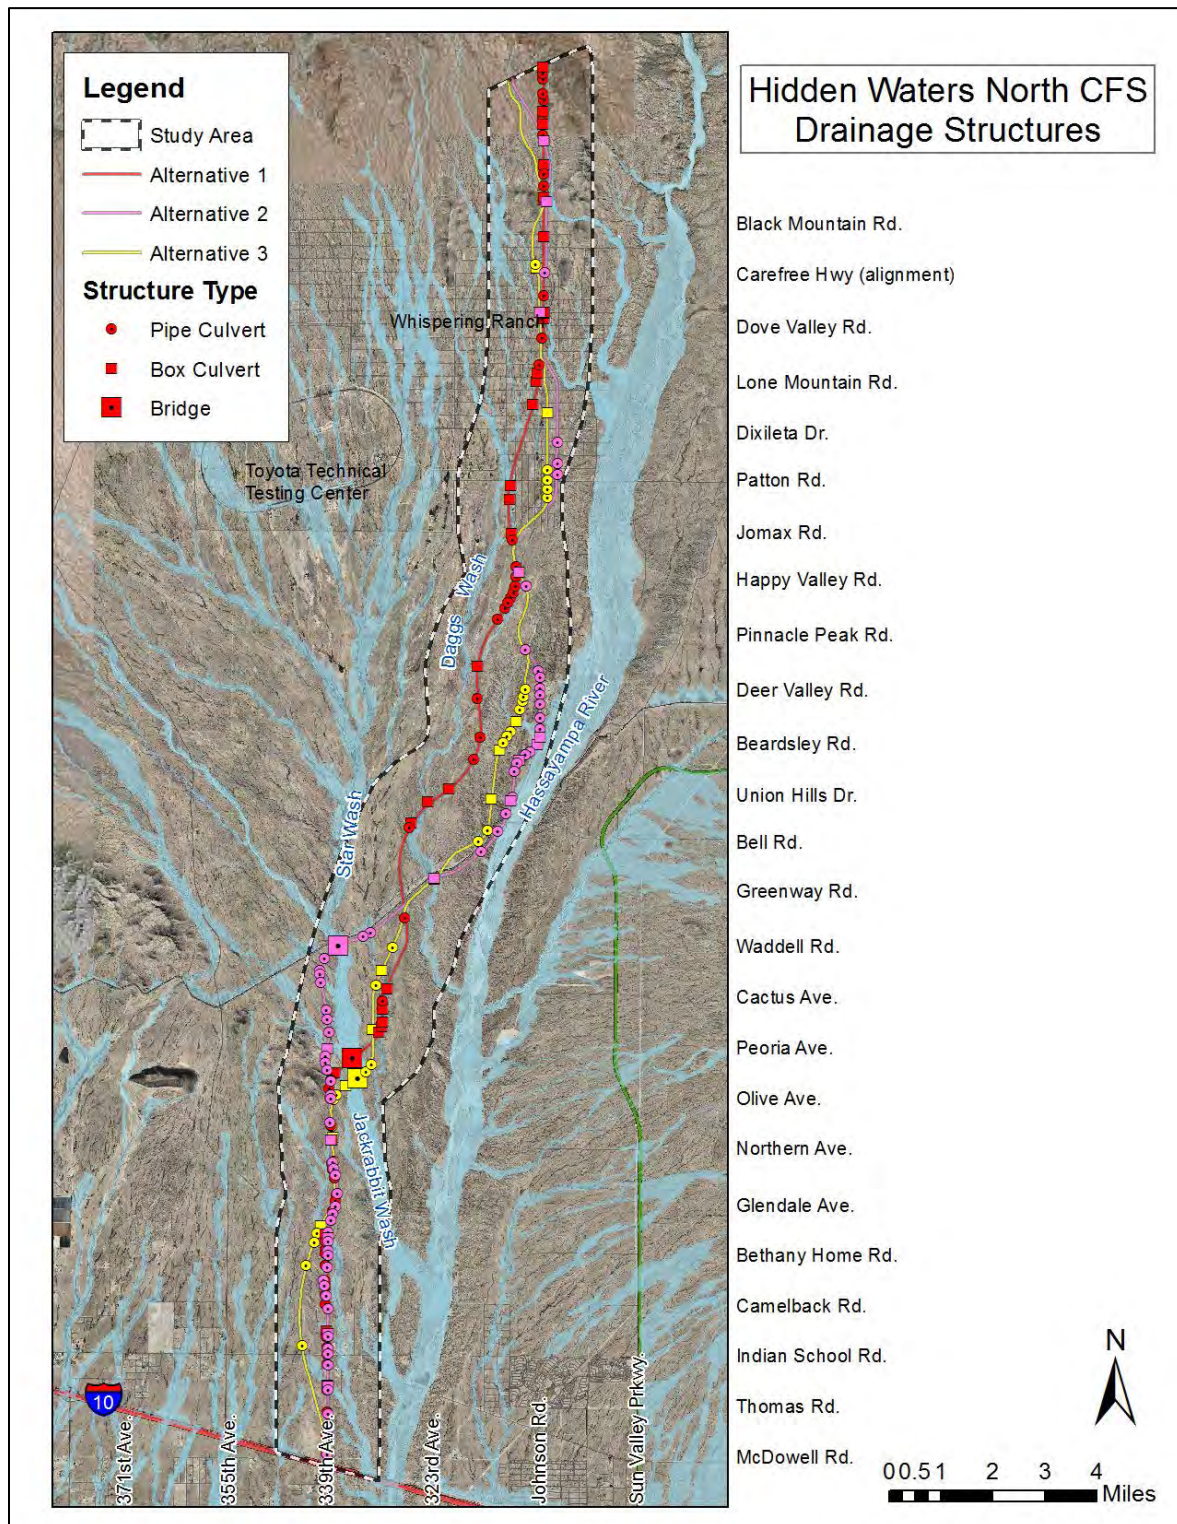 Hidden Waters North CFS
Drainage Structures
Legend
Study Area
Alternative 1
Alternative 2
Alternative 3
Structure Type
Pipe Culvert
Box Culvert
Bridge
Whispering Ranch
Toyota Technical
Testing Center
Daggs Wash
Hassayampa River
Star Wash
Jackrabbit Wash
Black Mountain Rd.
Carefree Hwy (alignment)
Dove Valley Rd.
Lone Mountain Rd.
Dixileta Dr.
Patton Rd.
Jomax Rd.
Happy Valley Rd.
Pinnacle Peak Rd.
Deer Valley Rd.
Beardsley Rd.
Union Hills Dr.
Bell Rd.
Greenway Rd.
Waddell Rd.
Cactus Ave.
Peoria Ave.
Olive Ave.
Northern Ave.
Glendale Ave.
Bethany Home Rd.
Camelback Rd.
Indian School Rd.
Thomas Rd.
McDowell Rd.
10
371st Ave.
355th Ave.
339th Ave.
323rd Ave.
Johnson Rd.
Sun Valley Prkwy.
N
0 0.5 1 2 3 4
Miles